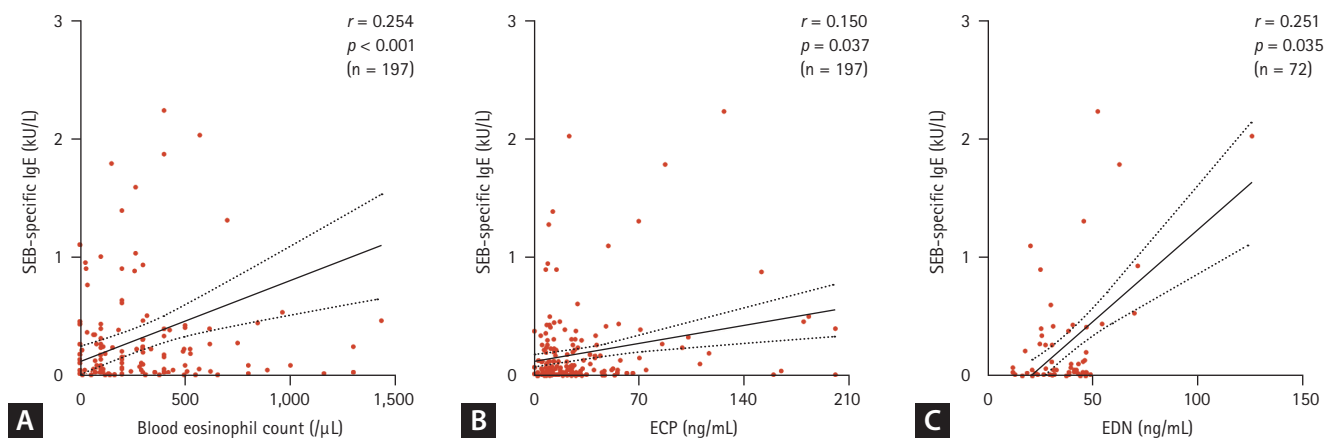 3
2
1
0
SEB-specific IgE (kU/L)
r = 0.254
p < 0.001
(n = 197)
0
500
1,000
1,500
Blood eosinophil count (/μL)
A
3
2
1
0
SEB-specific IgE (kU/L)
r = 0.150
p = 0.037
(n = 197)
0
70
140
210
ECP (ng/mL)
B
3
2
1
0
SEB-specific IgE (kU/L)
r = 0.251
p = 0.035
(n = 72)
0
50
100
150
EDN (ng/mL)
C